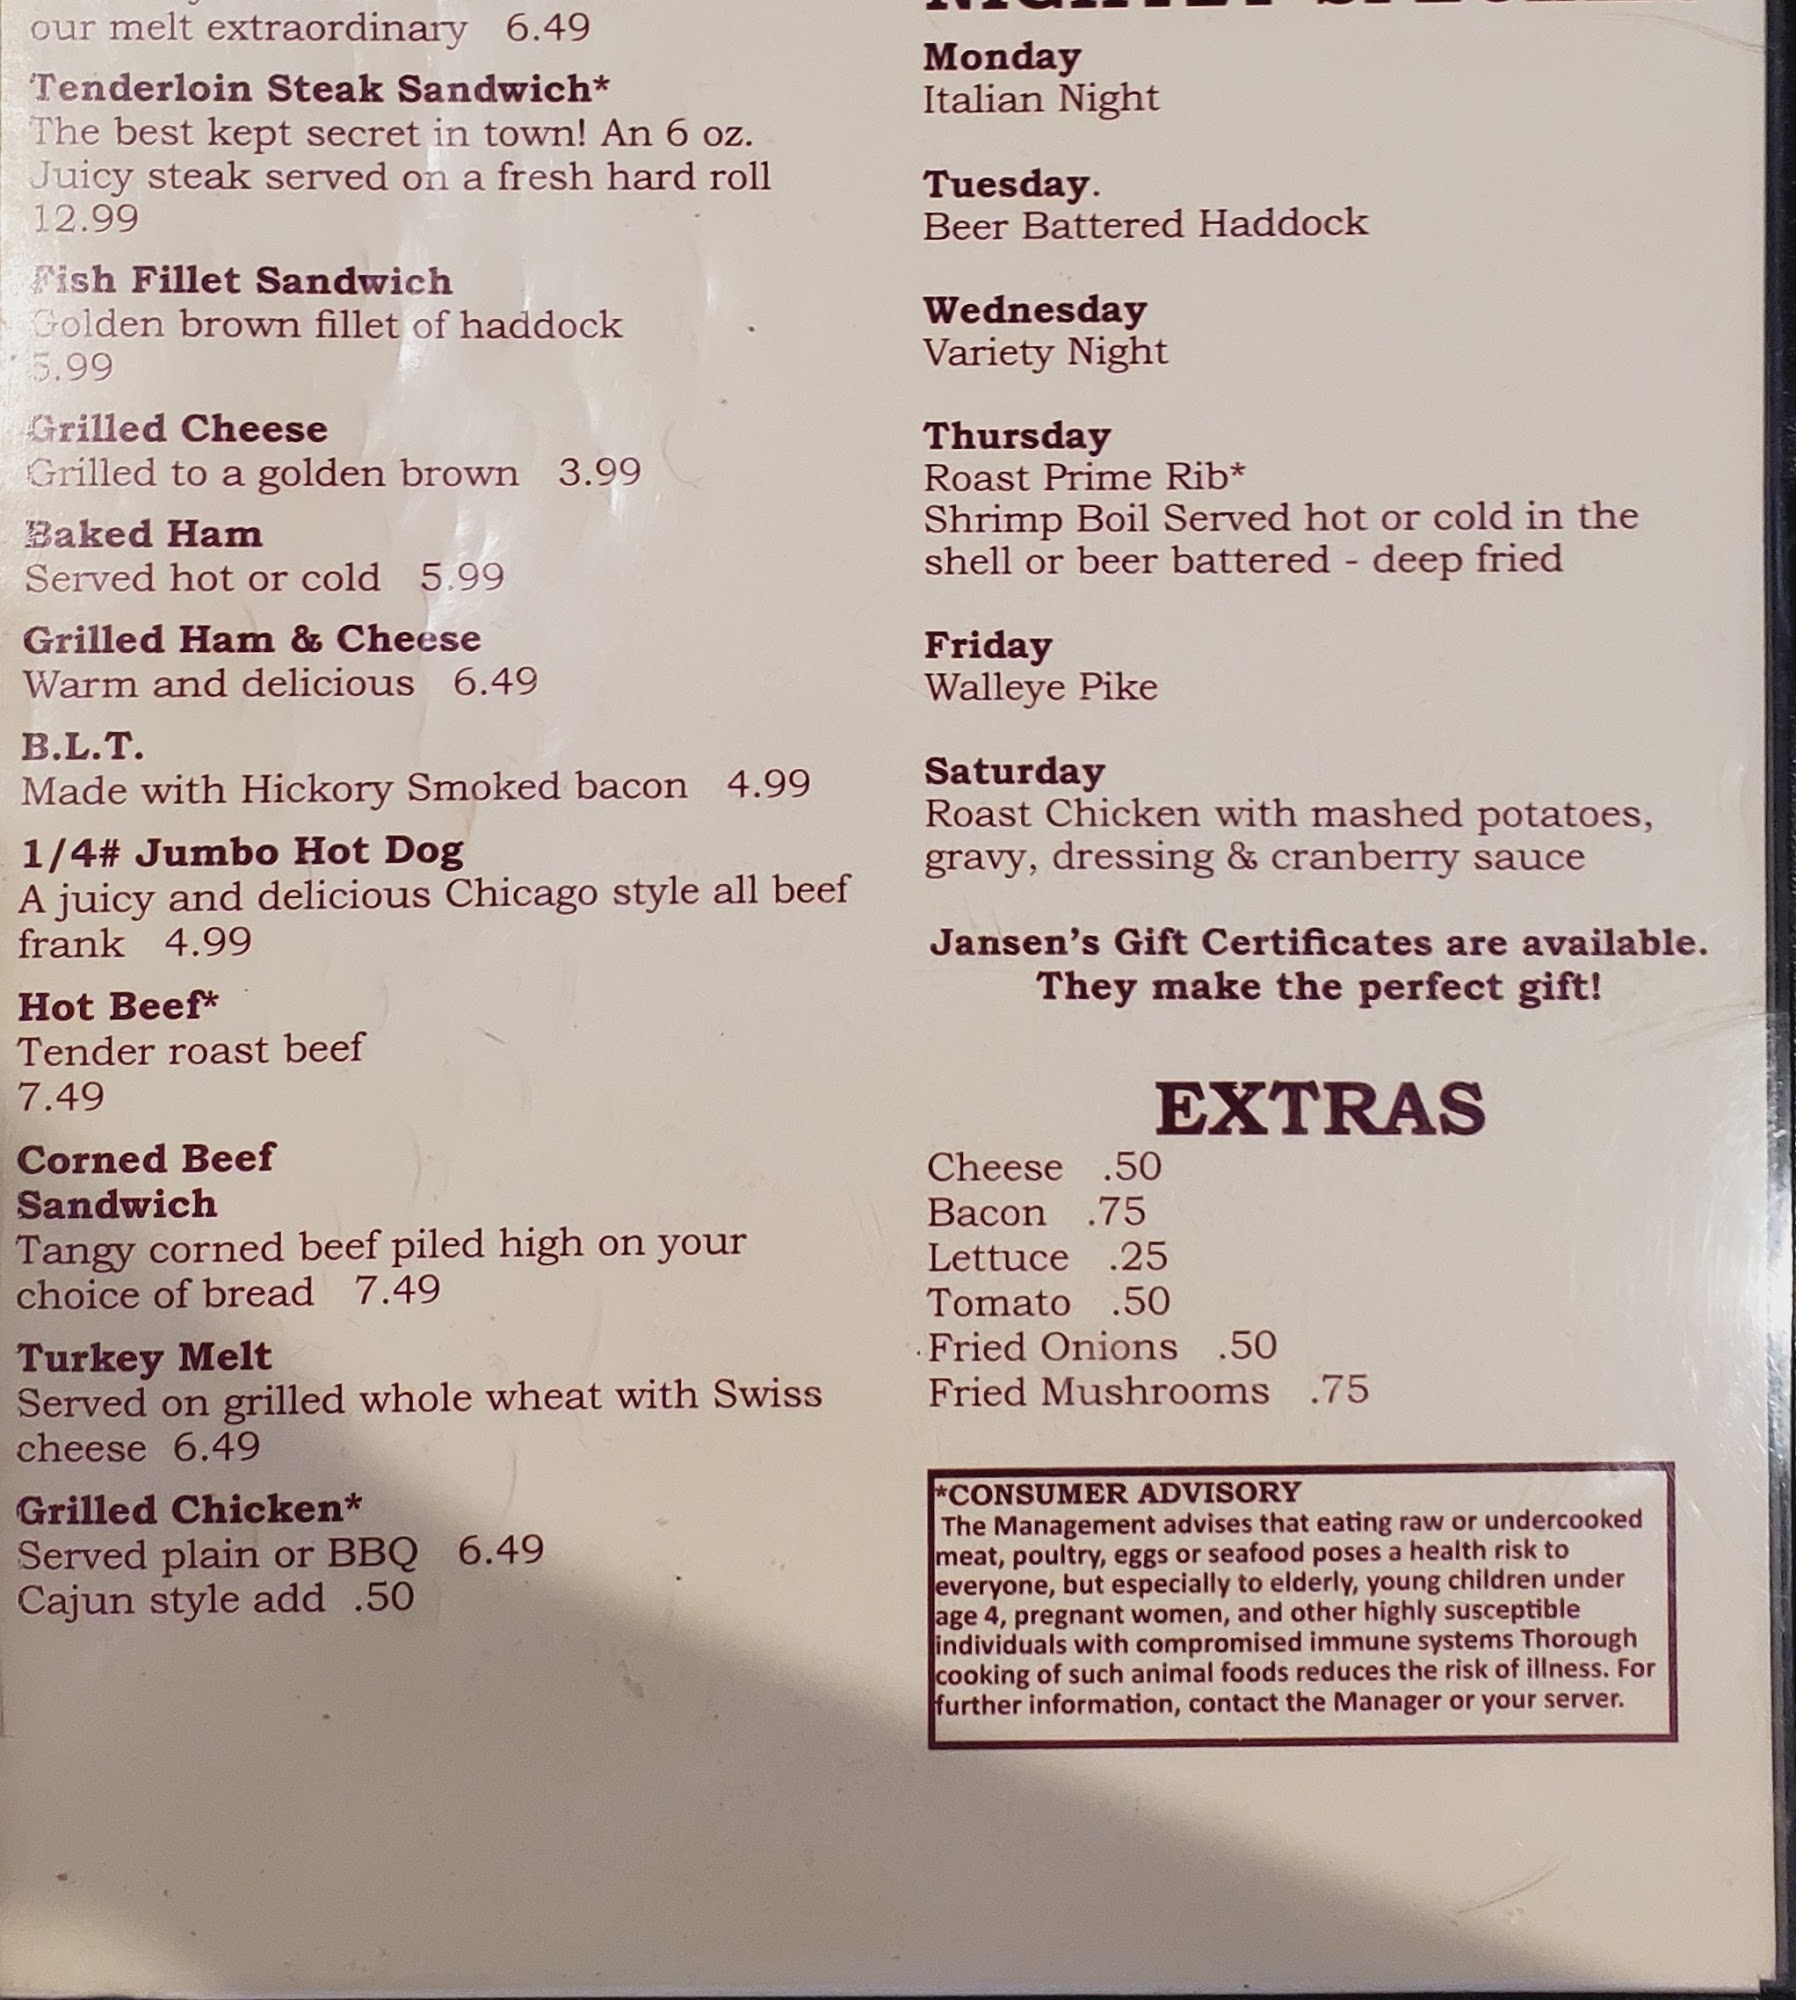 our melt extraordinary 6.49
Tenderloin Steak Sandwich*
The best kept secret in town! An 6 oz.
Juicy steak served on a fresh hard roll
12.99
Fish Fillet Sandwich
Golden brown fillet of haddock
5.99
Grilled Cheese
Grilled to a golden brown 3.99
Baked Ham
Served hot or cold 5.99
Grilled Ham & Cheese
Warm and delicious 6.49
B.L.T.
Made with Hickory Smoked bacon 4.99
1/4# Jumbo Hot Dog
A juicy and delicious Chicago style all beef
frank 4.99
Hot Beef*
Tender roast beef
7.49
Corned Beef
Sandwich
Tangy corned beef piled high on your
choice of bread 7.49
Turkey Melt
Served on grilled whole wheat with Swiss
cheese 6.49
Grilled Chicken*
Served plain or BBQ 6.49
Cajun style add .50
Monday
Italian Night
Tuesday.
Beer Battered Haddock
Wednesday
Variety Night
Thursday
Roast Prime Rib*
Shrimp Boil Served hot or cold in the
shell or beer battered - deep fried
Friday
Walleye Pike
Saturday
Roast Chicken with mashed potatoes,
gravy, dressing & cranberry sauce
Jansen's Gift Certificates are available.
They make the perfect gift!
EXTRAS
Cheese .50
Bacon .75
Lettuce .25
Tomato .50
Fried Onions .50
Fried Mushrooms .75
*CONSUMER ADVISORY
The Management advises that eating raw or undercooked
meat, poultry, eggs or seafood poses a health risk to
everyone, but especially to elderly, young children under
age 4, pregnant women, and other highly susceptible
individuals with compromised immune systems Thorough
cooking of such animal foods reduces the risk of illness. For
further information, contact the Manager or your server.